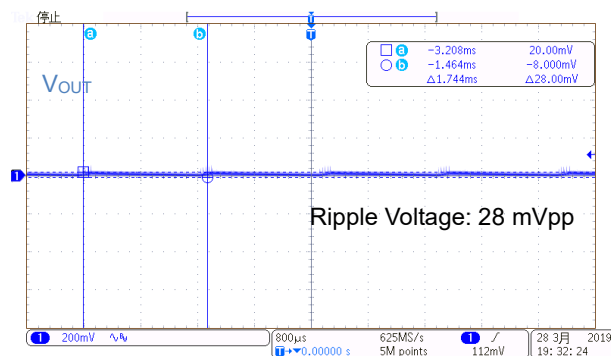 停止
T
a
b
T
a -3.208ms 20.00mV
b -1.464ms -8.000mV
Δ1.744ms Δ28.00mV
VOUT
1
Ripple Voltage: 28 mVpp
1 200mV
800μs 625MS/s 1
T→▼0.00000 s 5M points 112mV
28 3月 2019
19:32:24